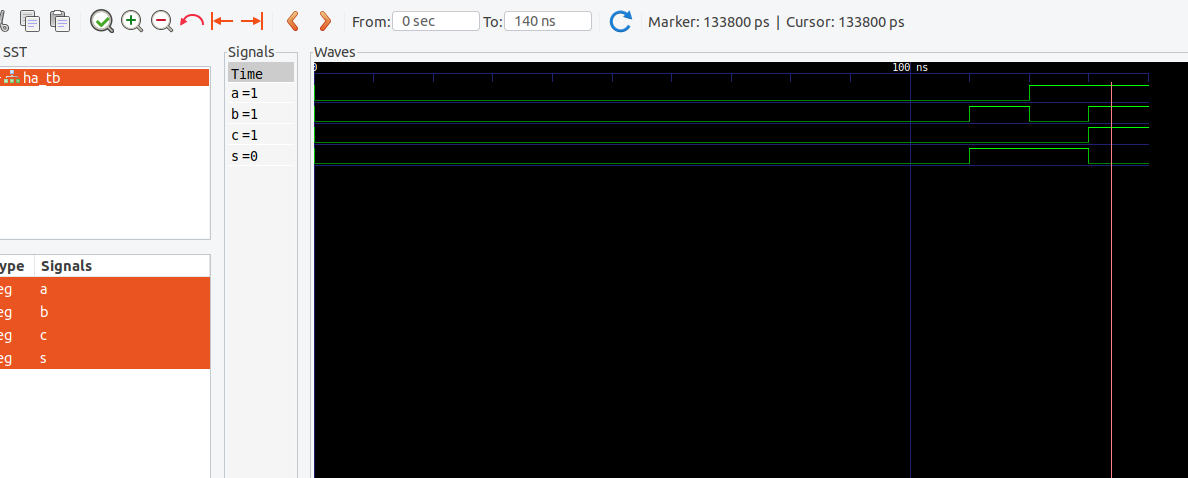 From: 0 sec To: 140 ns Marker: 133800 ps | Cursor: 133800 ps
SST
ha_tb
ype Signals
eg a
eg b
eg c
eg s
Signals
Time
a=1
b=1
c=1
s=0
Waves
0 100 ns